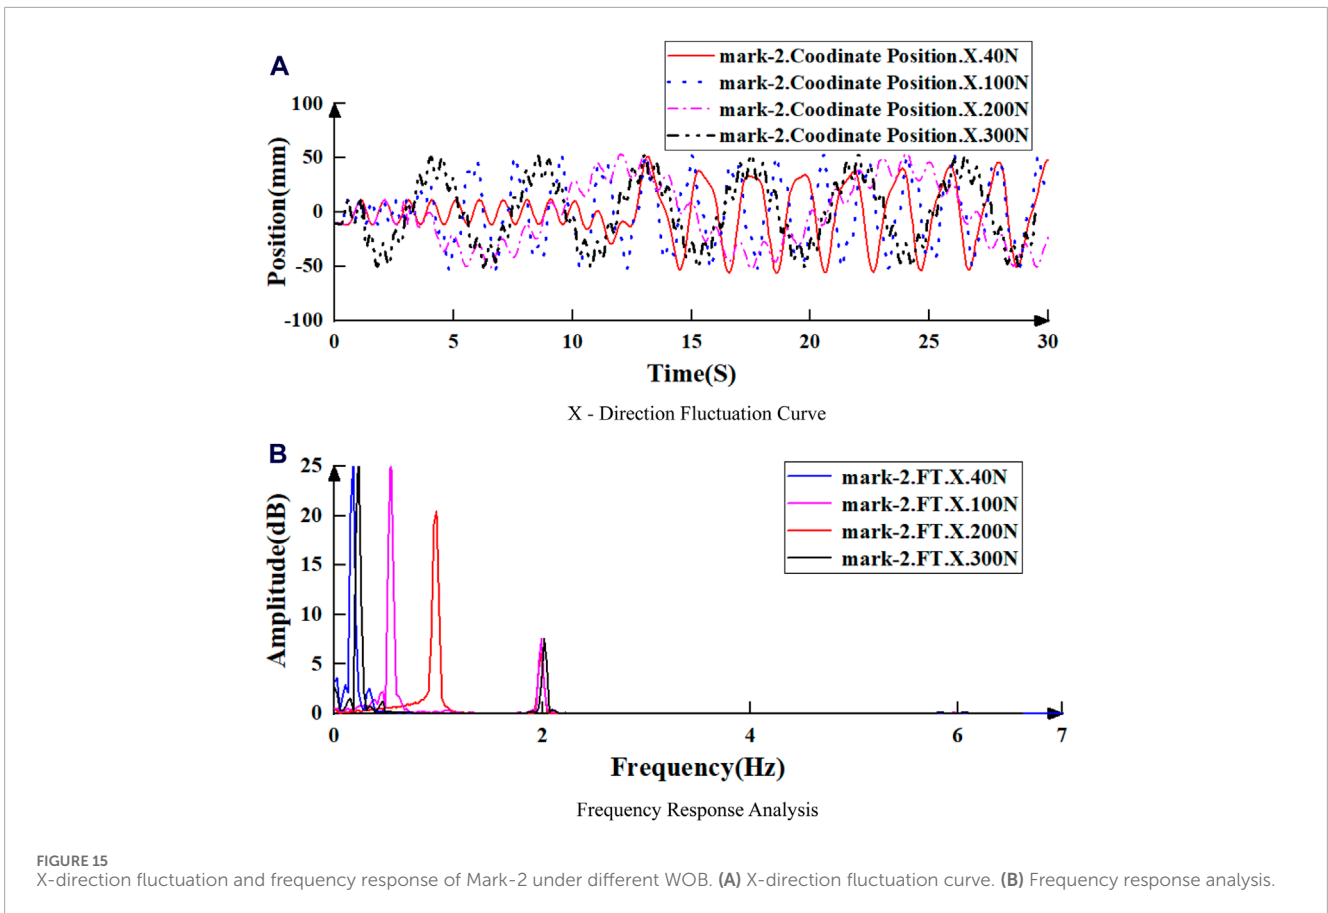 A
mark-2.Coodinate Position.X.40N
mark-2.Coodinate Position.X.100N
mark-2.Coodinate Position.X.200N
mark-2.Coodinate Position.X.300N
100
50
0
-50
-100
Position(mm)
0 5 10 15 20 25 30
Time(S)
X - Direction Fluctuation Curve
B
mark-2.FT.X.40N
mark-2.FT.X.100N
mark-2.FT.X.200N
mark-2.FT.X.300N
25
20
15
10
5
0
Amplitude(dB)
0 2 4 6 7
Frequency(Hz)
Frequency Response Analysis
FIGURE 15
X-direction fluctuation and frequency response of Mark-2 under different WOB. (A) X-direction fluctuation curve. (B) Frequency response analysis.